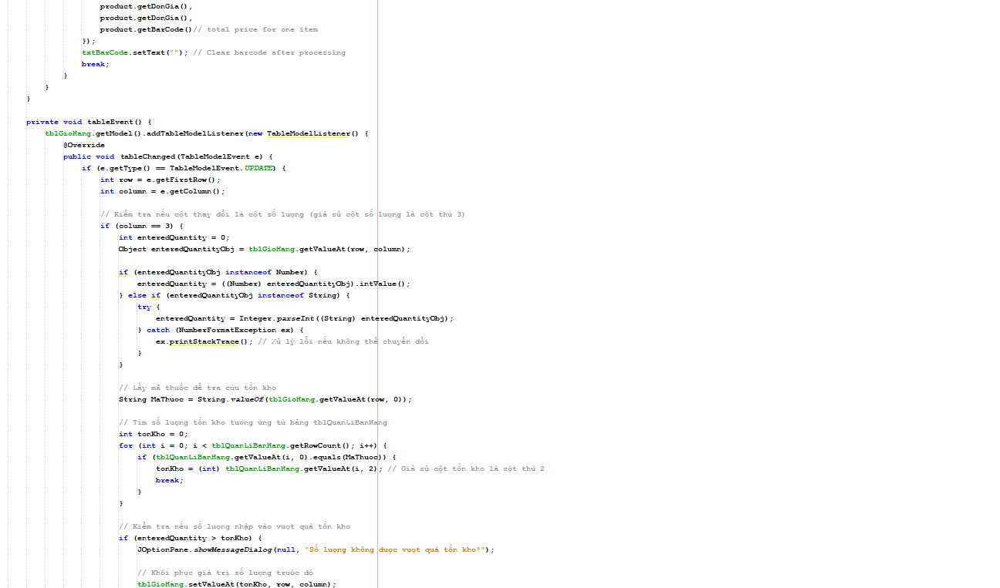 product.getDonGia(),
product.getDonGia(),
product.getBarCode()// total price for one item
});
txtBarCode.setText(""); // Clear barcode after processing
break;
}
}
}
private void tableEvent() {
tblGioHang.getModel().addTableModelListener(new TableModelListener() {
@Override
public void tableChanged(TableModelEvent e) {
if (e.getType() == TableModelEvent.UPDATE) {
int row = e.getFirstRow();
int column = e.getColumn();
// Kiểm tra nếu cột thay đổi là cột số lượng (giả sử cột số lượng là cột thứ 3)
if (column == 3) {
int enteredQuantity = 0;
Object enteredQuantityObj = tblGioHang.getValueAt(row, column);
if (enteredQuantityObj instanceof Number) {
enteredQuantity = ((Number) enteredQuantityObj).intValue();
} else if (enteredQuantityObj instanceof String) {
try {
enteredQuantity = Integer.parseInt((String) enteredQuantityObj);
} catch (NumberFormatException ex) {
ex.printStackTrace(); // Xử lý lỗi nếu không thể chuyển đổi
}
}
// Lấy mã thuốc để tra cứu tồn kho
String MaThuoc = String.valueOf(tblGioHang.getValueAt(row, 0));
// Tìm số lượng tồn kho tương ứng từ bảng tblQuanLiBanHang
int tonKho = 0;
for (int i = 0; i < tblQuanLiBanHang.getRowCount(); i++) {
if (tblQuanLiBanHang.getValueAt(i, 0).equals(MaThuoc)) {
tonKho = (int) tblQuanLiBanHang.getValueAt(i, 2); // Giả sử cột tồn kho là cột thứ 2
break;
}
}
// Kiểm tra nếu số lượng nhập vào vượt quá tồn kho
if (enteredQuantity > tonKho) {
JOptionPane.showMessageDialog(null, "Số lượng không được vượt quá tồn kho!");
// Khôi phục giá trị số lượng trước đó
tblGioHang.setValueAt(tonKho, row, column);